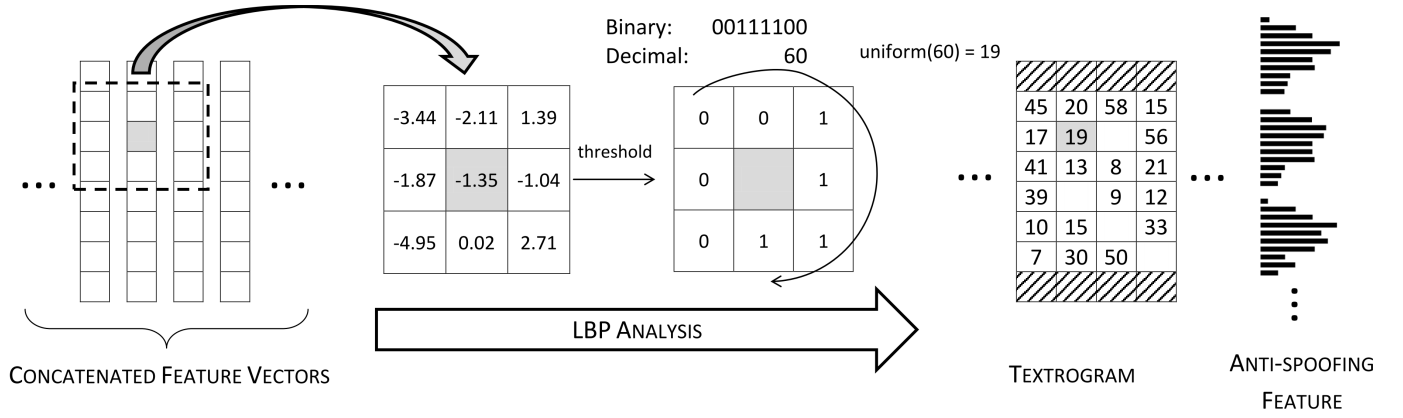 Binary: 00111100
Decimal: 60
uniform(60) = 19
-3.44 -2.11 1.39
-1.87 -1.35 -1.04
-4.95 0.02 2.71
threshold
0 0 1
0 1
0 1 1
45 20 58 15
17 19 56
41 13 8 21
39 9 12
10 15 33
7 30 50
... ... ... ...
LBP ANALYSIS
CONCATENATED FEATURE VECTORS
TEXTROGRAM
ANTI-SPOOFING
FEATURE